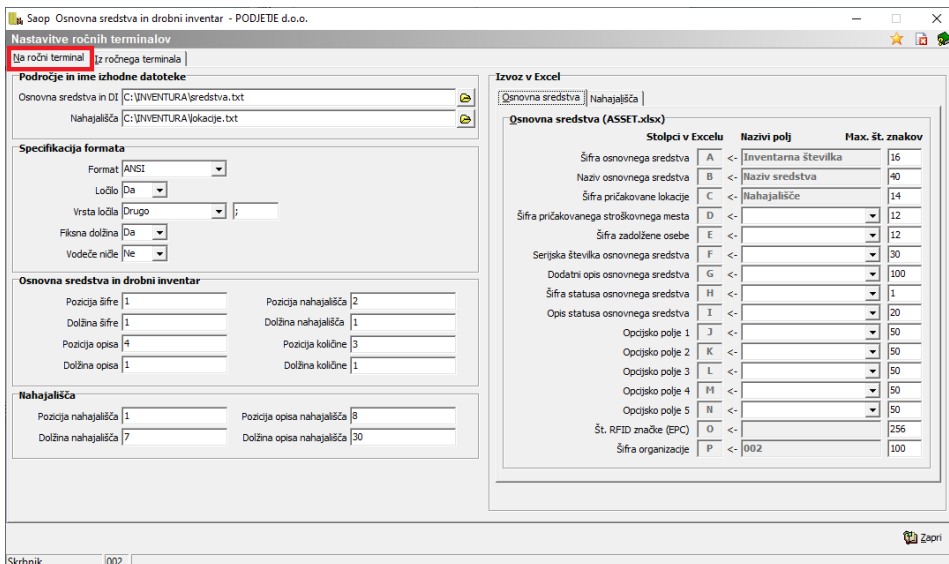 Saop Osnovna sredstva in drobni inventar - PODJETJE d.o.o.
Nastavitve ročnih terminalov
Na ročni terminal Iz ročnega terminala
Področje in ime izhodne datoteke
Osnovna sredstva in DI C:\INVENTURA\sredstva.txt
Nahajališča C:\INVENTURA\lokacije.txt
Specifikacija formata
Format ANSI
Ločilo Da
Vrsta ločila Drugo ;
Fiksna dolžina Da
Vodeče ničle Ne
Osnovna sredstva in drobni inventar
Pozicija šifre 1 Pozicija nahajališča 2
Dolžina šifre 1 Dolžina nahajališča 1
Pozicija opisa 4 Pozicija količine 3
Dolžina opisa 1 Dolžina količine 1
Nahajališča
Pozicija nahajališča 1 Pozicija opisa nahajališča 8
Dolžina nahajališča 7 Dolžina opisa nahajališča 30
Izvoz v Excel
Osnovna sredstva Nahajališča
Osnovna sredstva (ASSET.xlsx)
Stolpci v Excelu Nazivi polj Max. št. znakov
Šifra osnovnega sredstva A <- Inventarna številka 16
Naziv osnovnega sredstva B <- Naziv sredstva 40
Šifra pričakovane lokacije C <- Nahajališče 14
Šifra pričakovanega stroškovnega mesta D <- 12
Šifra zadolžene osebe E <- 12
Serijska številka osnovnega sredstva F <- 30
Dodatni opis osnovnega sredstva G <- 100
Šifra statusa osnovnega sredstva H <- 1
Opis statusa osnovnega sredstva I <- 20
Opcijsko polje 1 J <- 50
Opcijsko polje 2 K <- 50
Opcijsko polje 3 L <- 50
Opcijsko polje 4 M <- 50
Opcijsko polje 5 N <- 50
Št. RFID značke (EPC) O <- 256
Šifra organizacije P <- 002 100
Zapri
Skrbnik 002